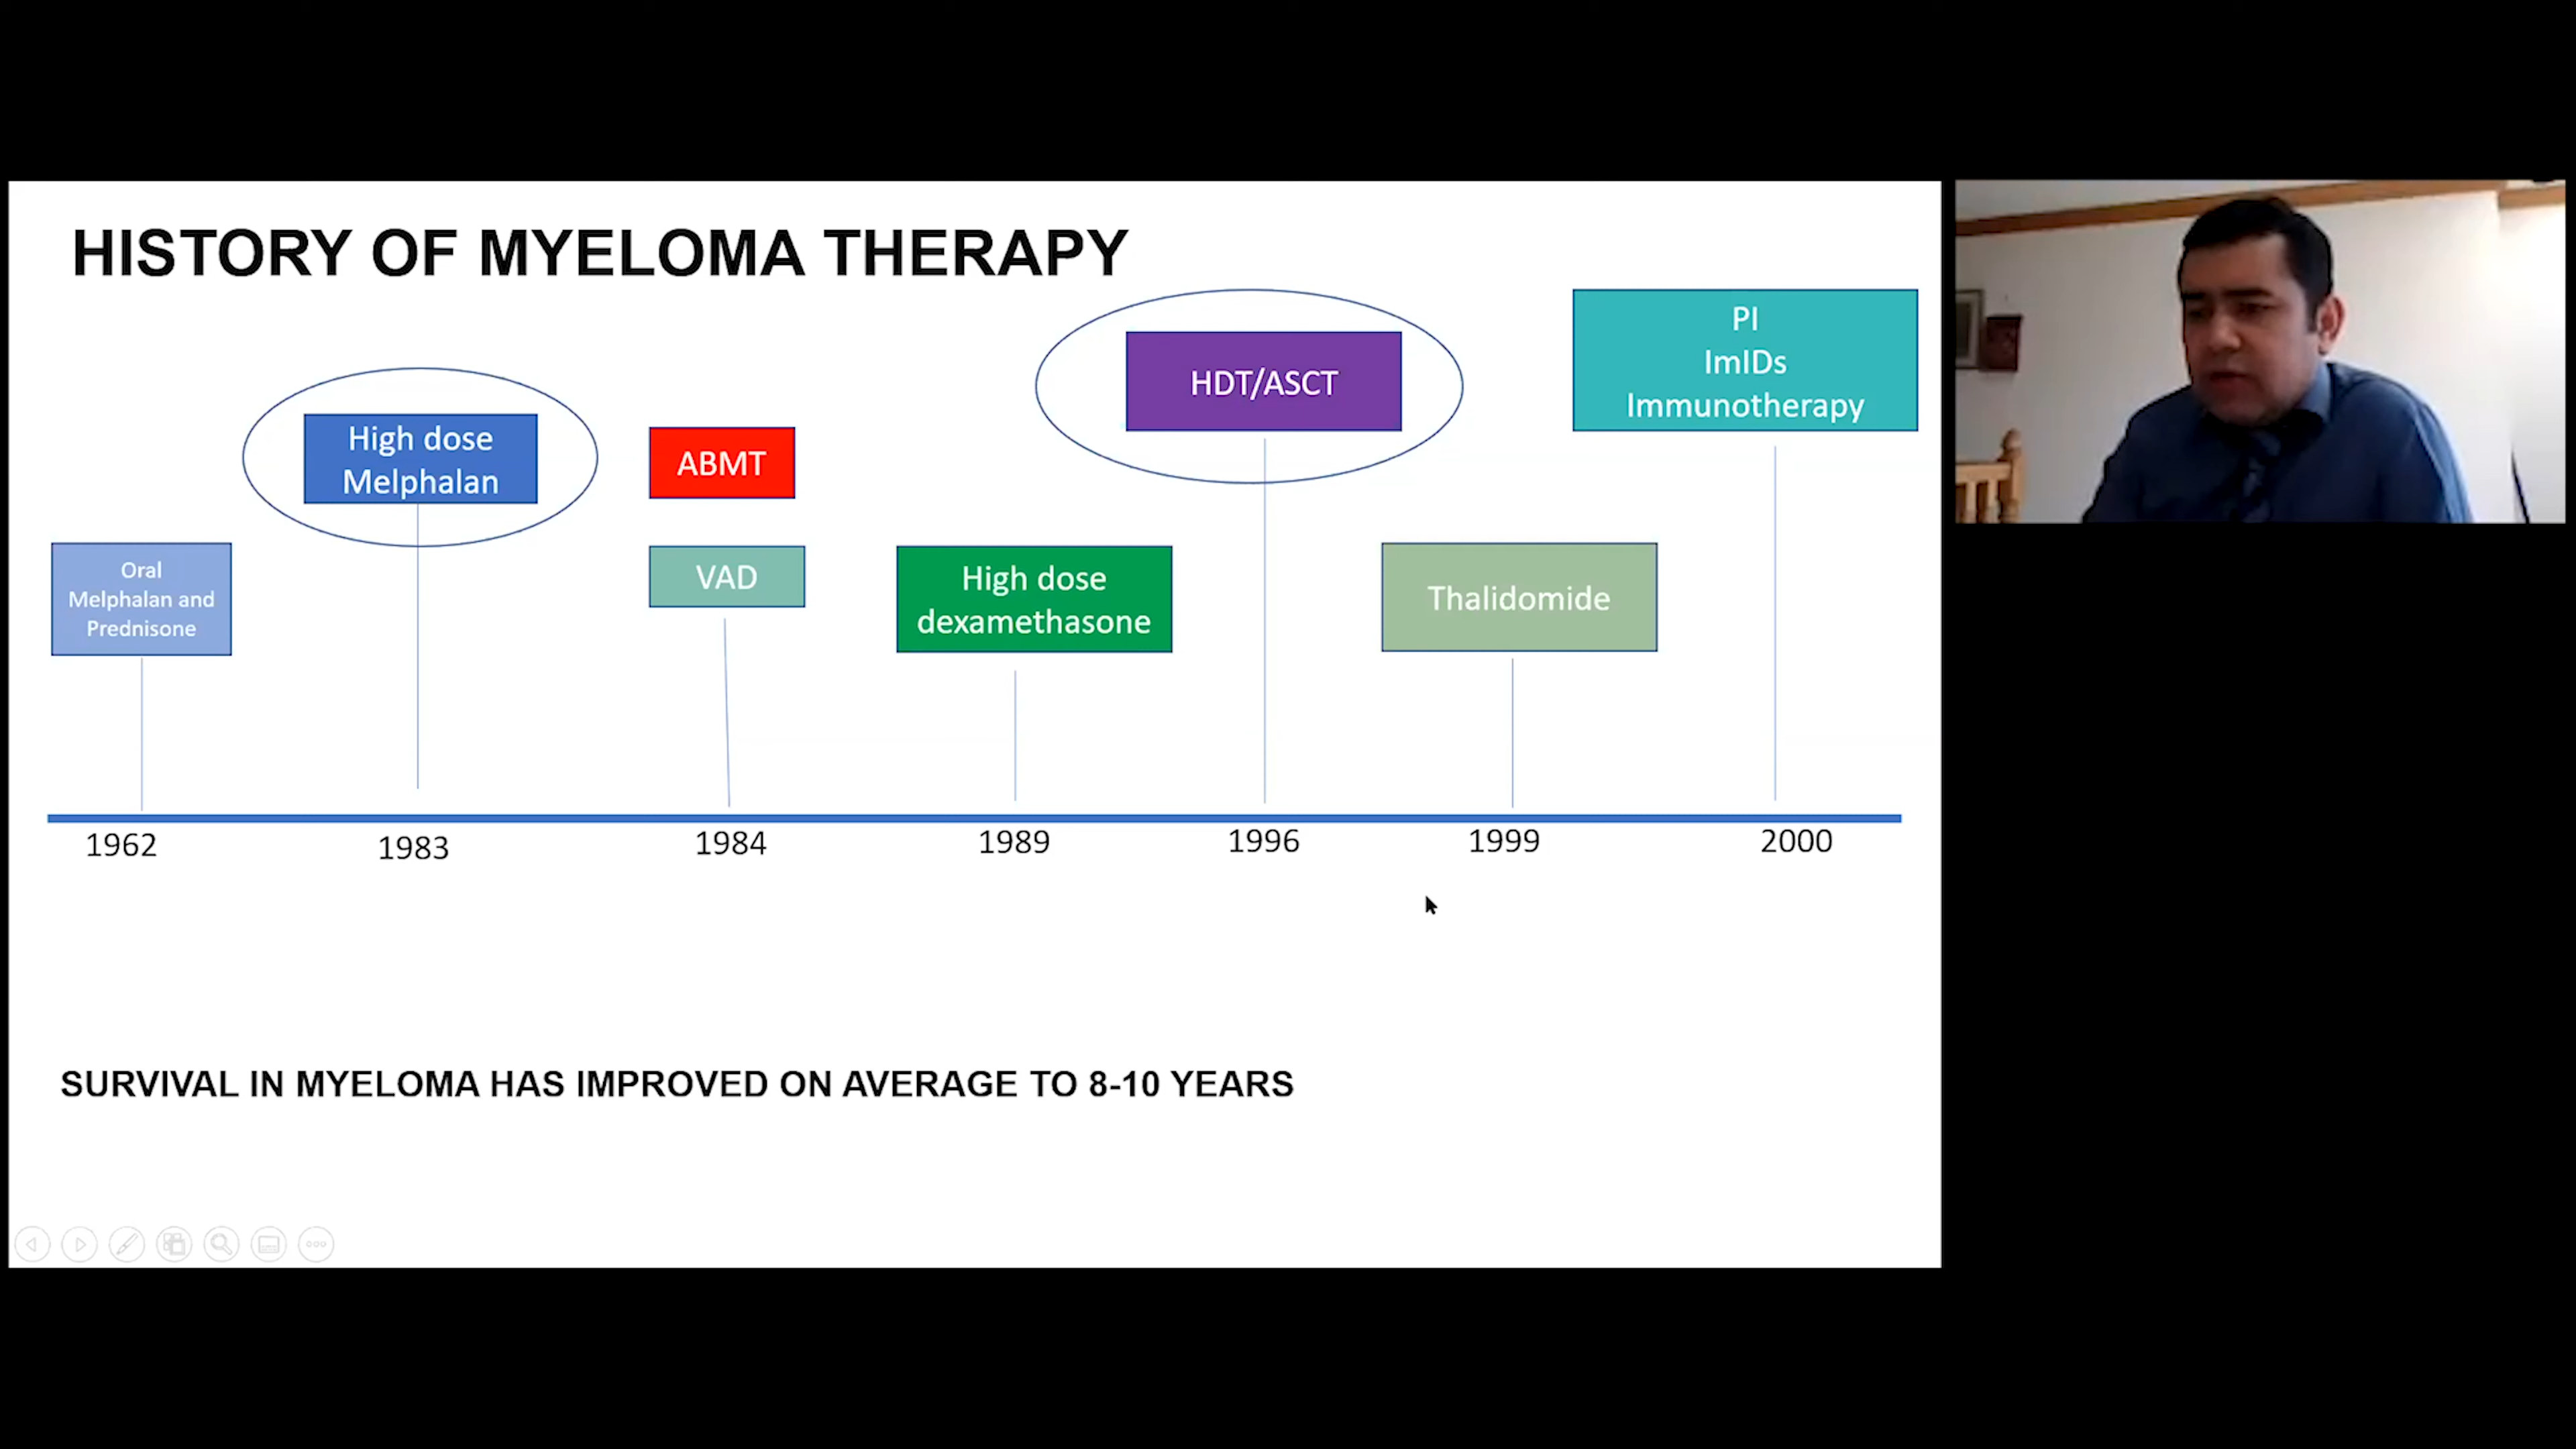 HISTORY OF MYELOMA THERAPY
Oral
Melphalan and
Prednisone
High dose
Melphalan
ABMT
VAD
High dose
dexamethasone
HDT/ASCT
Thalidomide
PI
ImIDs
Immunotherapy
1962
1983
1984
1989
1996
1999
2000
SURVIVAL IN MYELOMA HAS IMPROVED ON AVERAGE TO 8-10 YEARS